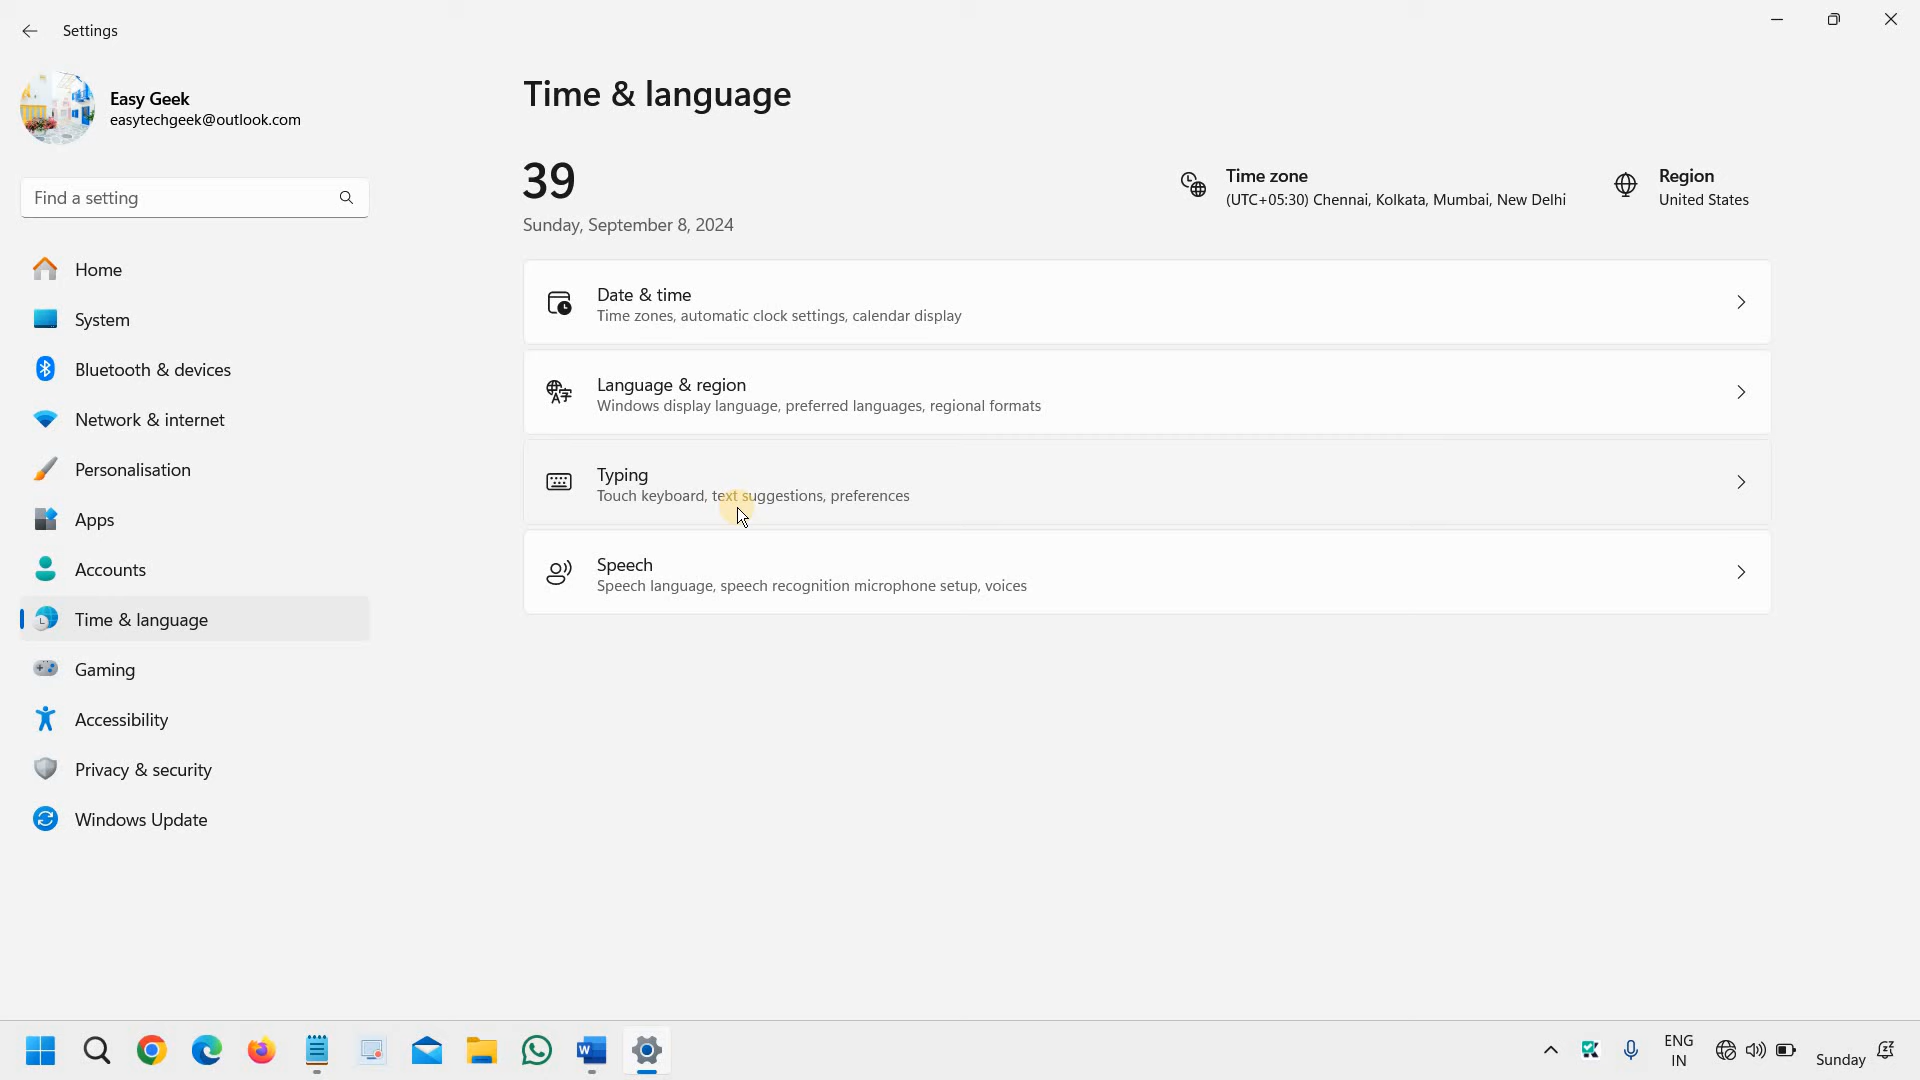 Settings
Easy Geek
easytechgeek@outlook.com
Find a setting
Home
System
Bluetooth & devices
Network & internet
Personalisation
Apps
Accounts
Time & language
Gaming
Accessibility
Privacy & security
Windows Update
Time & language
39
Sunday, September 8, 2024
Time zone
(UTC+05:30) Chennai, Kolkata, Mumbai, New Delhi
Region
United States
Date & time
Time zones, automatic clock settings, calendar display
Language & region
Windows display language, preferred languages, regional formats
Typing
Touch keyboard, text suggestions, preferences
Speech
Speech language, speech recognition microphone setup, voices
ENG
IN
Sunday